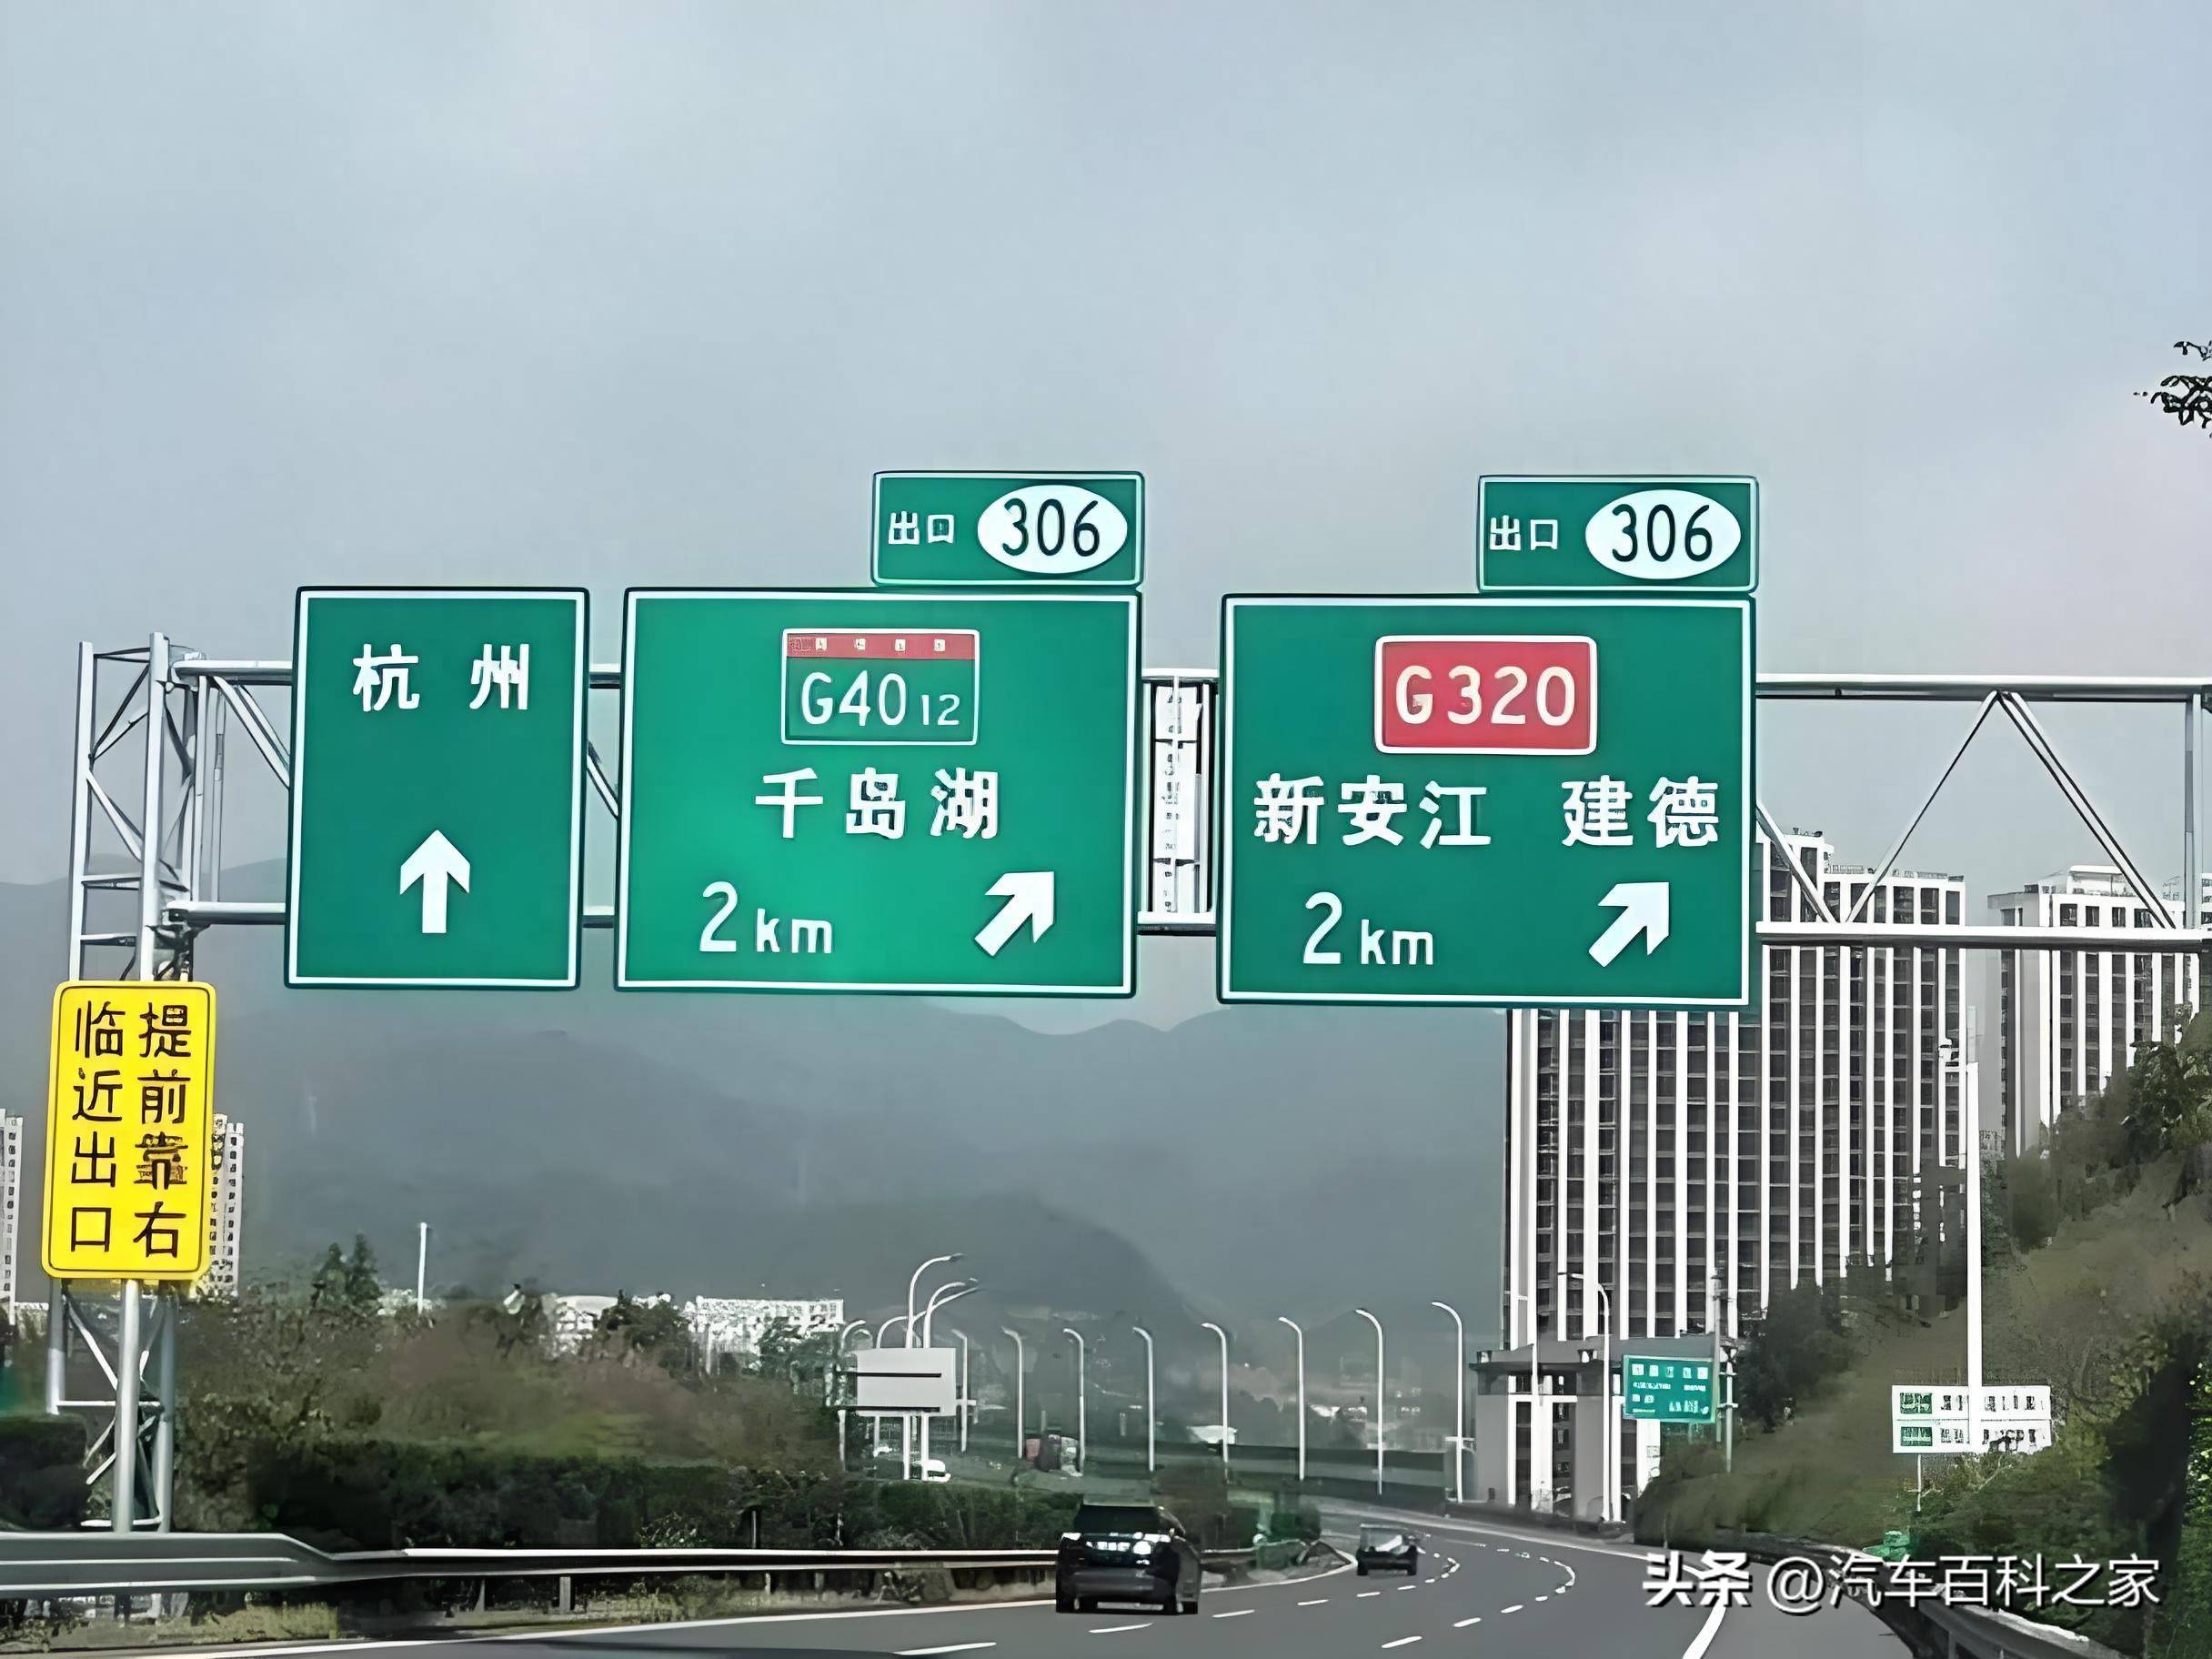 杭 州
出口 306
G4012
千岛湖
2km
出口 306
G320
新安江 建德
2km
临近出口
提前靠右
头条 @汽车百科之家